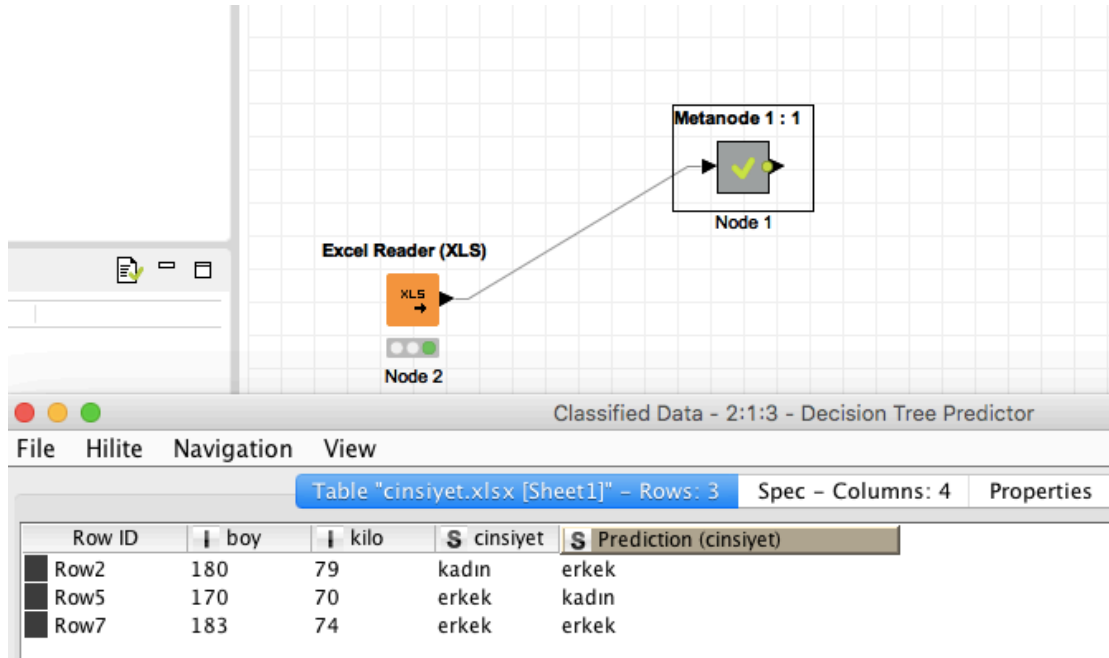 Metanode 1 : 1
Node 1
Excel Reader (XLS)
XLS
Node 2
Classified Data - 2:1:3 - Decision Tree Predictor
File Hilite Navigation View
Table "cinsiyet.xlsx [Sheet1]" - Rows: 3 Spec - Columns: 4 Properties
Row ID I boy I kilo S cinsiyet S Prediction (cinsiyet)
Row2 180 79 kadın erkek
Row5 170 70 erkek kadın
Row7 183 74 erkek erkek